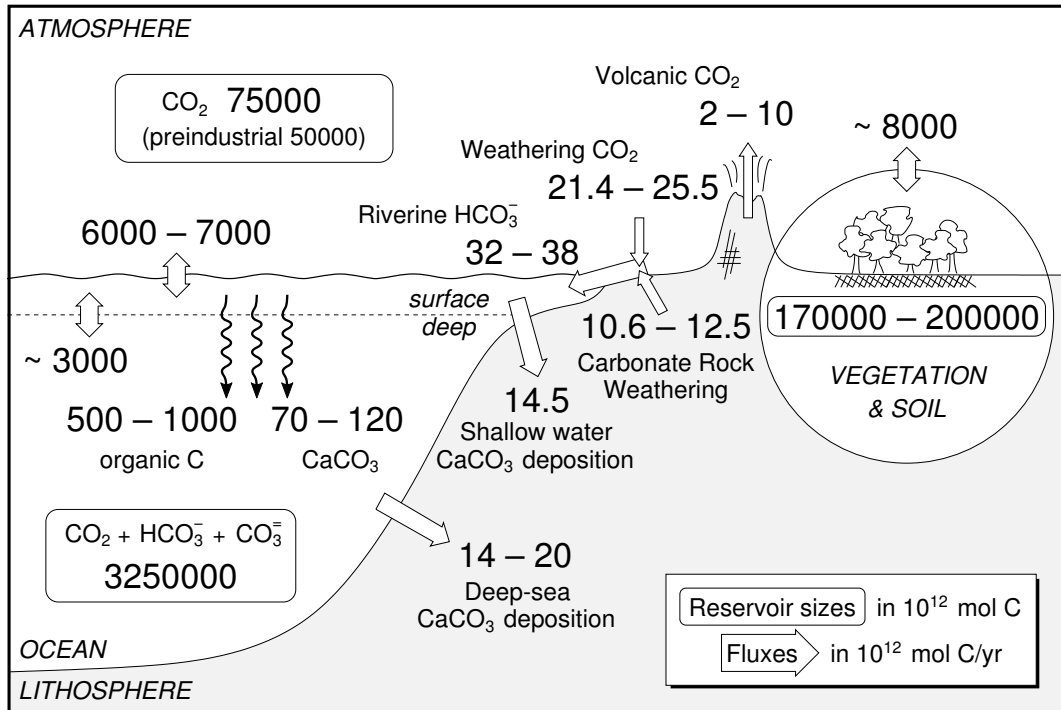 ATMOSPHERE
CO₂ 75000
(preindustrial 50000)
Volcanic CO₂
2 – 10
~ 8000
Weathering CO₂
21.4 – 25.5
Riverine HCO₃⁻
32 – 38
6000 – 7000
surface
deep
~ 3000
500 – 1000
organic C
70 – 120
CaCO₃
14.5
Shallow water
CaCO₃ deposition
10.6 – 12.5
Carbonate Rock
Weathering
170000 – 200000
VEGETATION
& SOIL
CO₂ + HCO₃⁻ + CO₃⁼
3250000
14 – 20
Deep-sea
CaCO₃ deposition
Reservoir sizes in 10¹² mol C
Fluxes in 10¹² mol C/yr
OCEAN
LITHOSPHERE